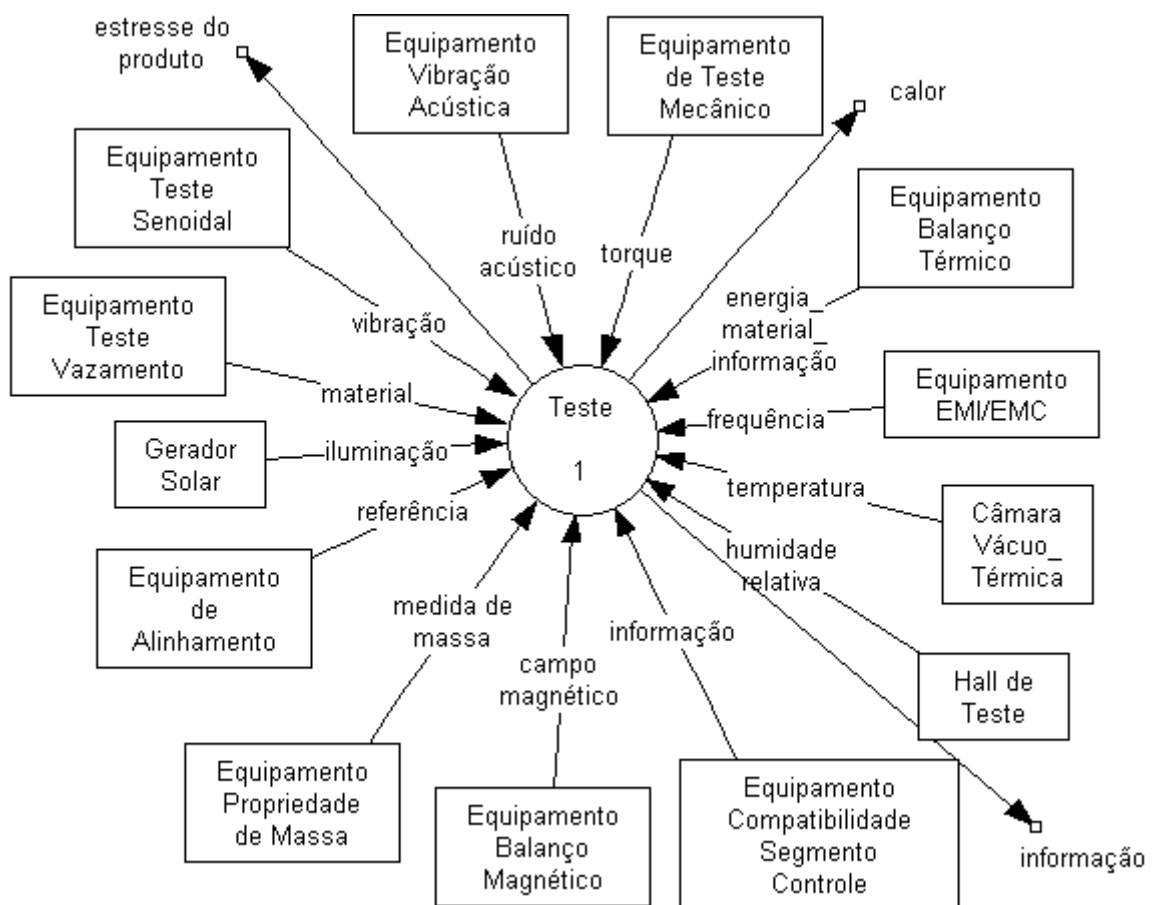 estresse do
produto
Equipamento
Vibração
Acústica
Equipamento
de Teste
Mecânico
calor
Equipamento
Teste
Senoidal
Equipamento
Balanço
Térmico
ruído
acústico
torque
energia_
material_
informação
vibração
Equipamento
Teste
Vazamento
material
Equipamento
EMI/EMC
frequência
Teste
1
Gerador
Solar
iluminação
temperatura
Câmara
Vácuo_
Térmica
referência
humidade
relativa
Equipamento
de
Alinhamento
medida de
massa
campo
magnético
informação
Hall de
Teste
Equipamento
Propriedade
de Massa
Equipamento
Balanço
Magnético
Equipamento
Compatibilidade
Segmento
Controle
informação